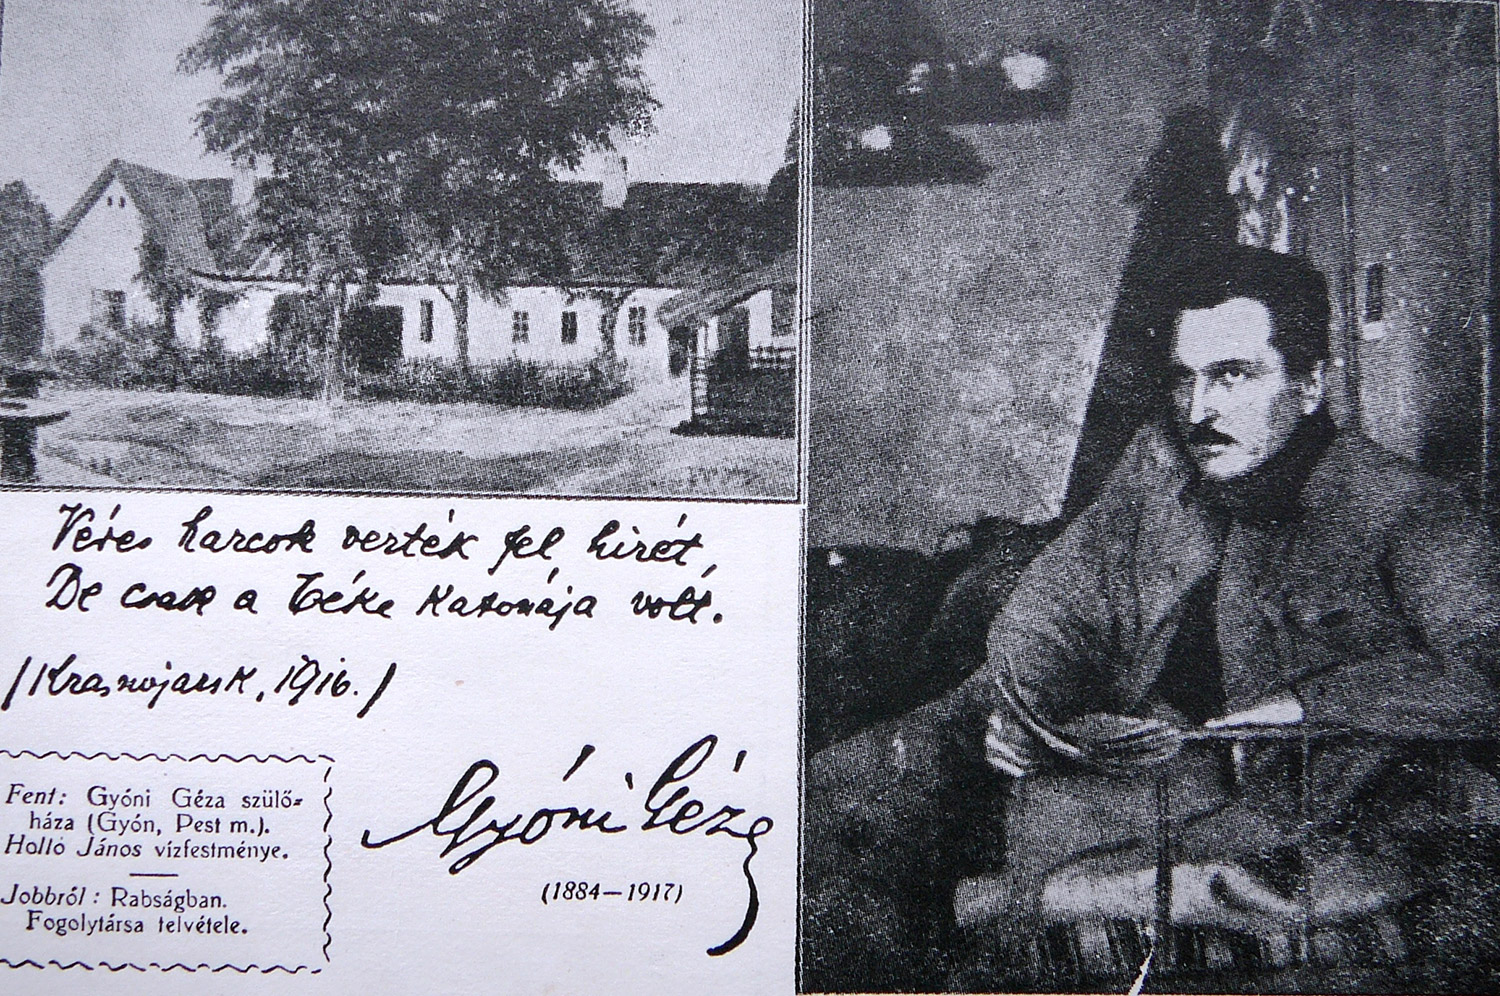 Véres harcok verték fel hirét,
De csak a béke katonája volt.
/Krasnojarsk, 1916./
Gyóni Géza
(1884—1917)
Fent: Gyóni Géza szülő-
háza (Gyón, Pest m.).
Holló János vízfestménye.
Jobbról: Rabságban.
Fogolytársa felvétele.